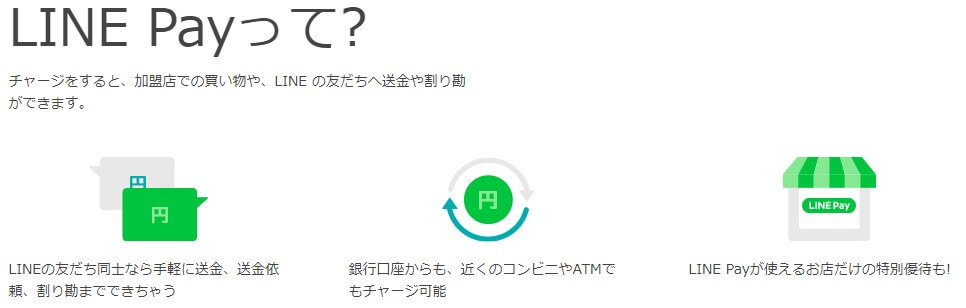 LINE Payって?
チャージをすると、加盟店での買い物や、LINE の友だちへ送金や割り勘
ができます。
円
円
円
LINE Pay
LINEの友だち同士なら手軽に送金、送金依
頼、割り勘までできちゃう
銀行口座からも、近くのコンビニやATMで
もチャージ可能
LINE Payが使えるお店だけの特別優待も!